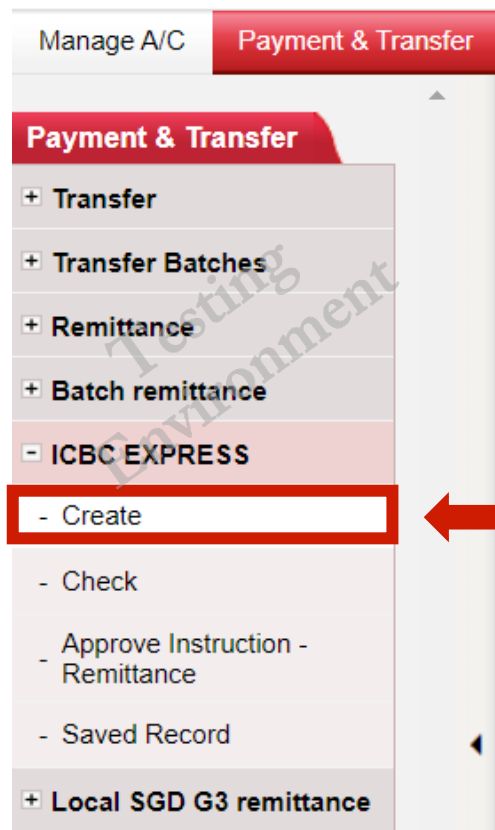 Manage A/C Payment & Transfer
Payment & Transfer
Transfer
Transfer Batches
Remittance
Batch remittance
ICBC EXPRESS
- Create
- Check
- Approve Instruction -
Remittance
- Saved Record
Local SGD G3 remittance
Testing
Environment